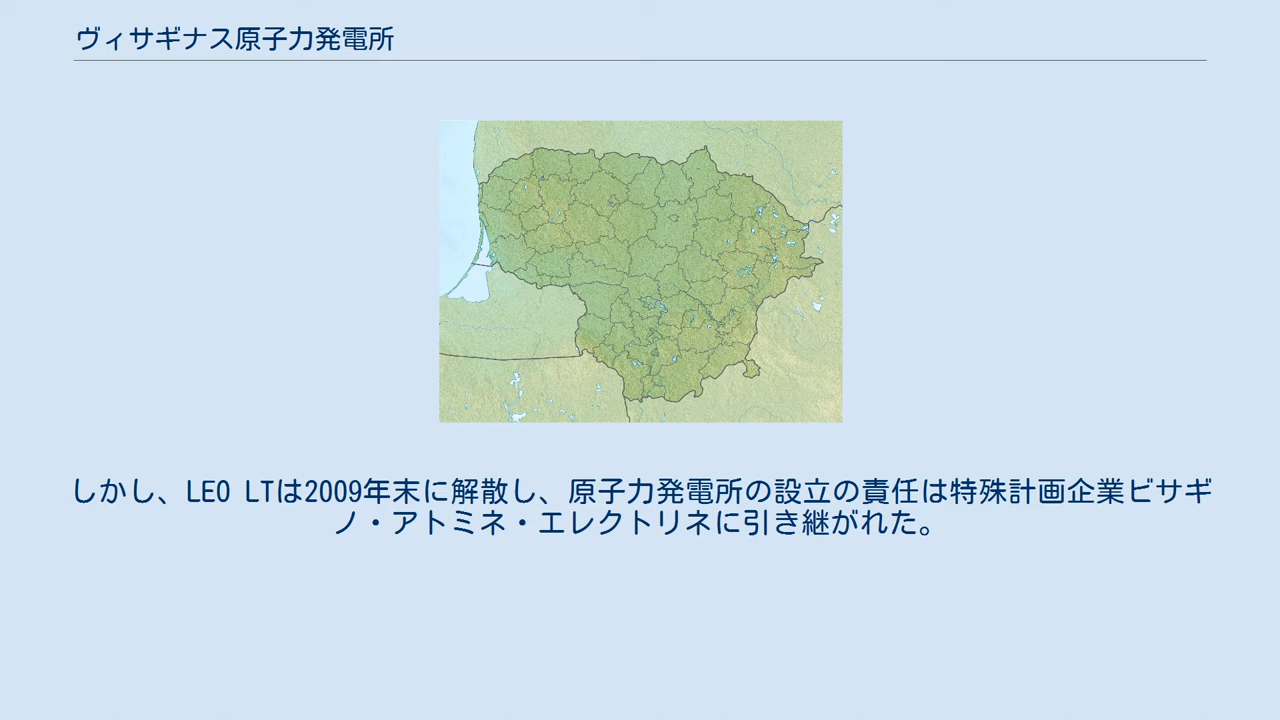 ヴィサギナス原子力発電所
しかし、LEO LTは2009年末に解散し、原子力発電所の設立の責任は特殊計画企業ビサギ
ノ・アトミネ・エレクトリネに引き継がれた。